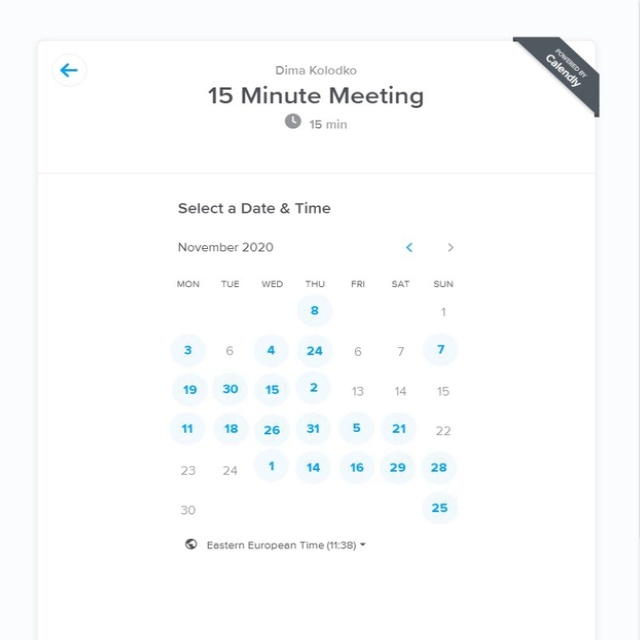 POWERED BY
Calendly
Dima Kolodko
15 Minute Meeting
15 min
Select a Date & Time
November 2020
MON TUE WED THU FRI SAT SUN
8 1
3 6 4 24 6 7 7
19 30 15 2 13 14 15
11 18 26 31 5 21 22
23 24 1 14 16 29 28
30 25
Eastern European Time (11:38)